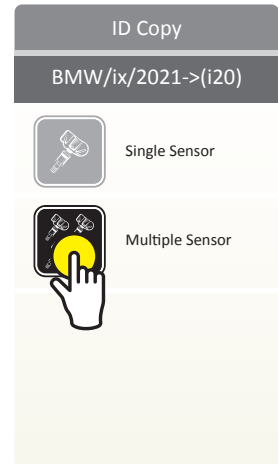 ID Copy
BMW/ix/2021->(i20)
Single Sensor
Multiple Sensor